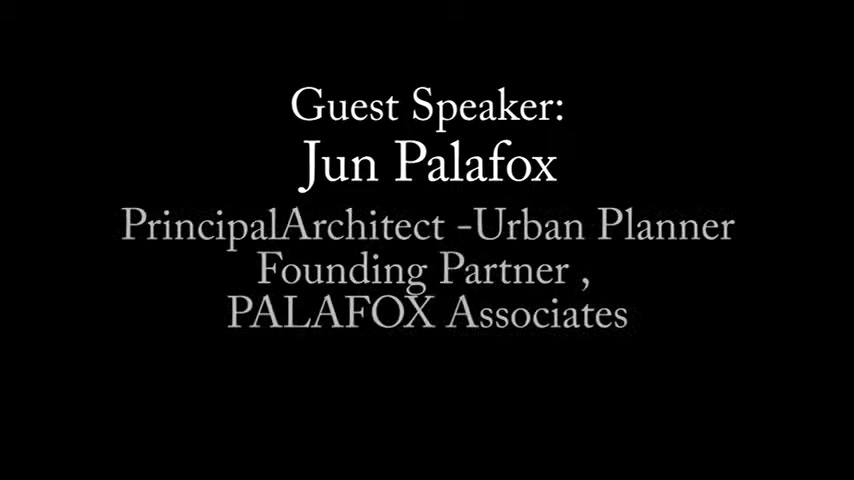 Guest Speaker:
Jun Palafox
PrincipalArchitect -Urban Planner
Founding Partner ,
PALAFOX Associates